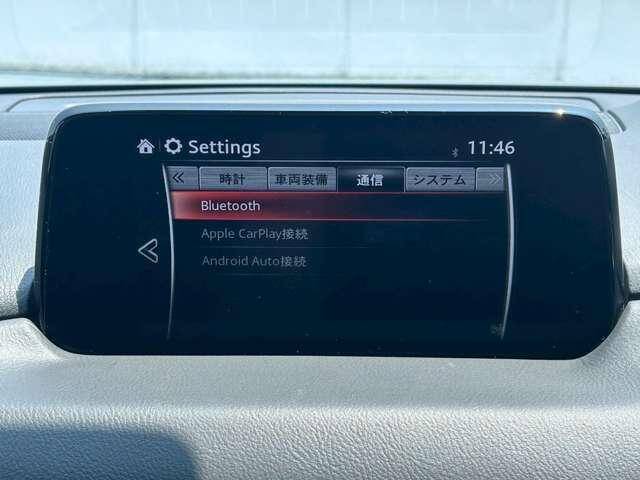 Settings
11:46
≪ 時計 車両装備 通信 システム ≫
Bluetooth
Apple CarPlay接続
Android Auto接続